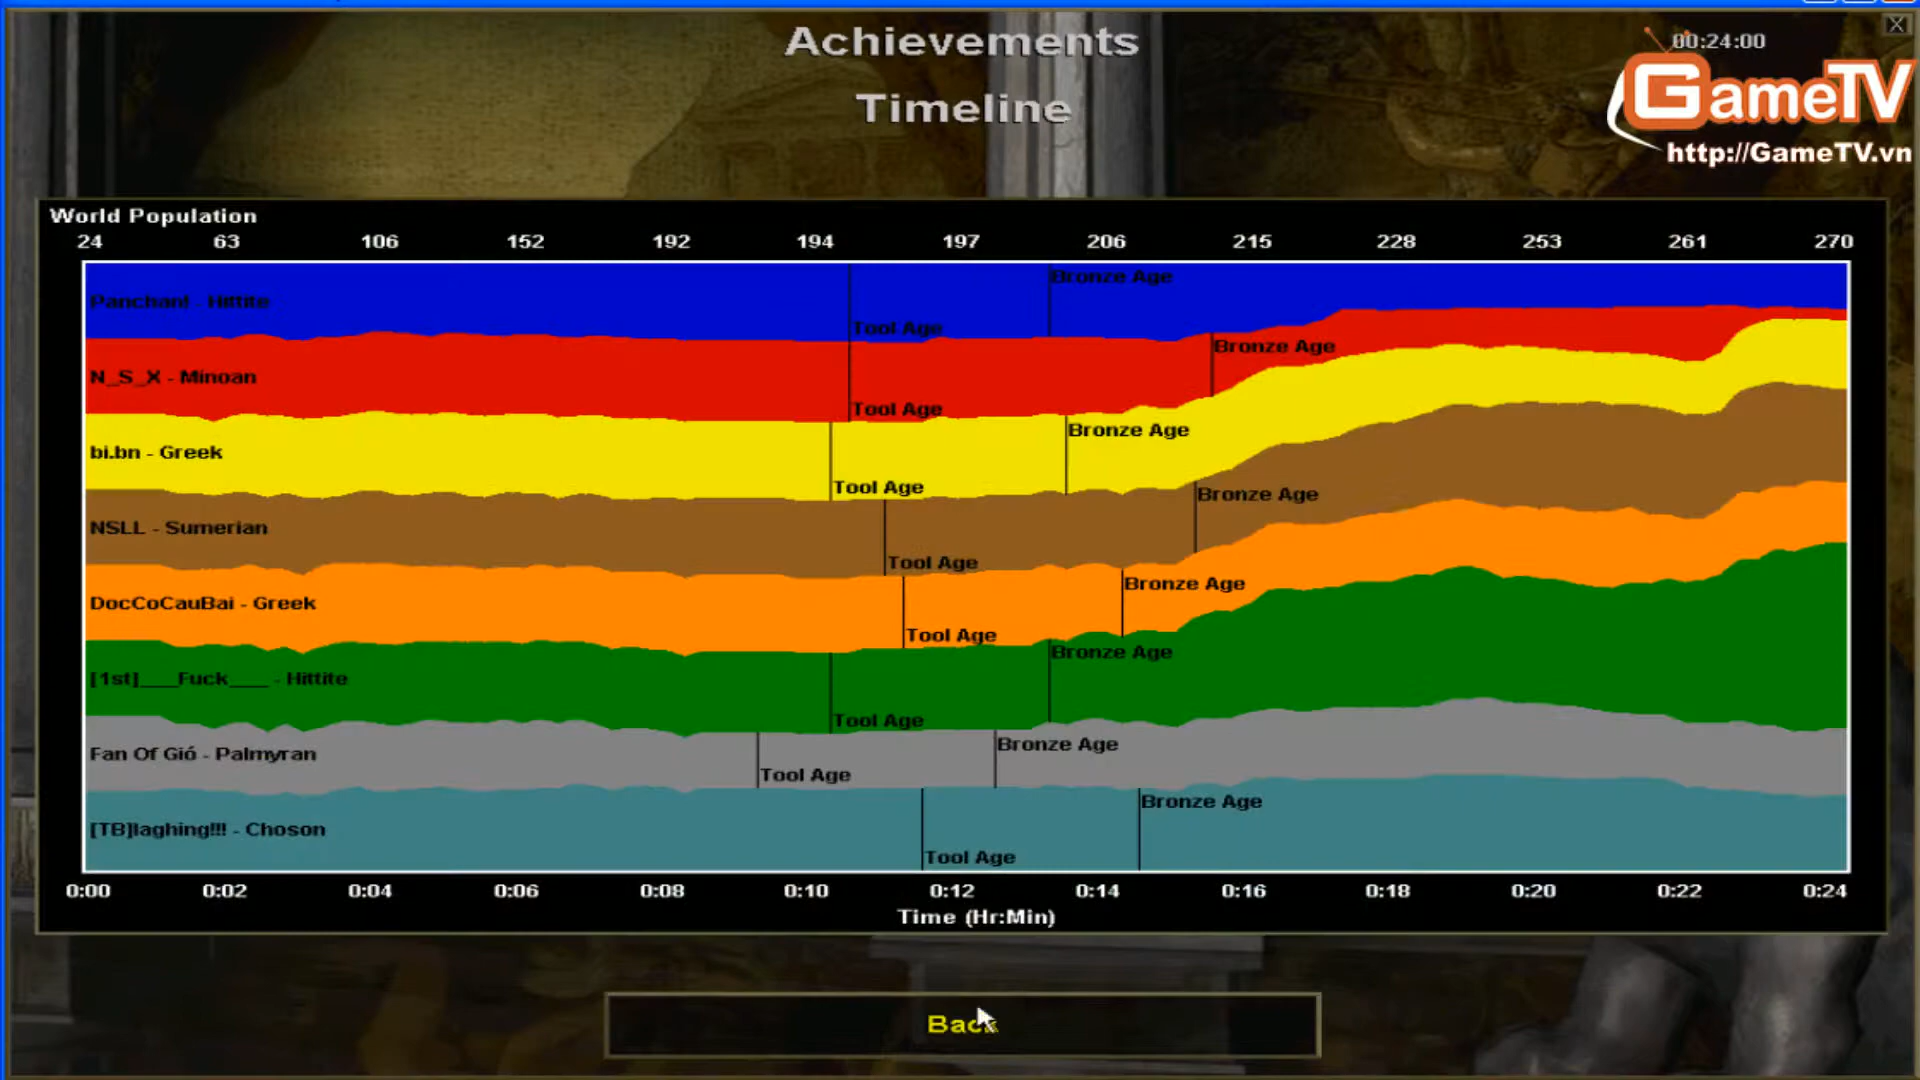 Achievements
00:24:00
Timeline
GameTV
http://GameTV.vn
World Population
24 63 106 152 192 194 197 206 215 228 253 261 270
Panchan! - Hittite
Tool Age
Bronze Age
N_S_X - Minoan
Tool Age
Bronze Age
bi.bn - Greek
Tool Age
Bronze Age
NSLL - Sumerian
Tool Age
Bronze Age
DocCoCauBai - Greek
Tool Age
Bronze Age
[1st]___Fuck___ - Hittite
Tool Age
Bronze Age
Fan Of Gió - Palmyran
Tool Age
Bronze Age
[TB]laghing!!! - Choson
Tool Age
Bronze Age
0:00 0:02 0:04 0:06 0:08 0:10 0:12 0:14 0:16 0:18 0:20 0:22 0:24
Time (Hr:Min)
Back